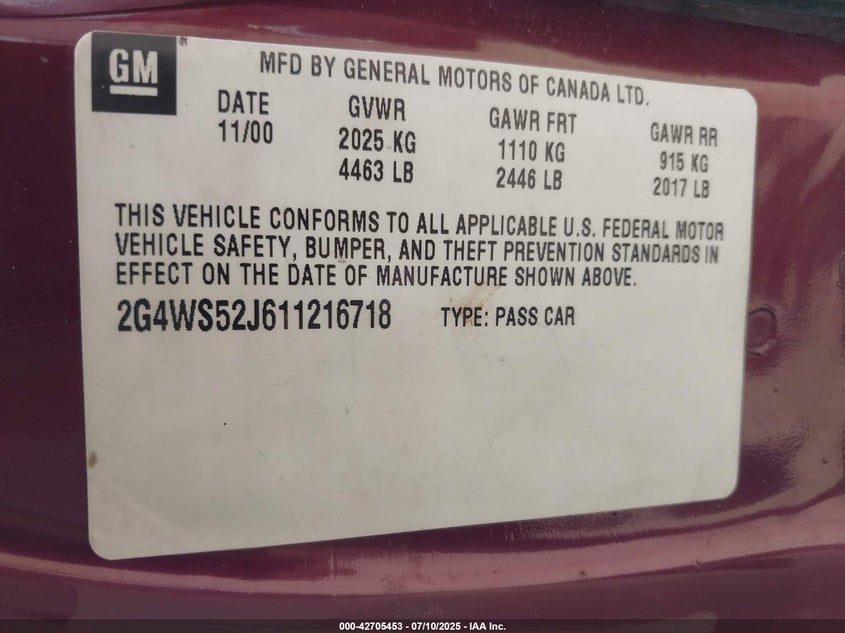 GM
MFD BY GENERAL MOTORS OF CANADA LTD.
DATE GVWR GAWR FRT GAWR RR
11/00 2025 KG 1110 KG 915 KG
4463 LB 2446 LB 2017 LB
THIS VEHICLE CONFORMS TO ALL APPLICABLE U.S. FEDERAL MOTOR
VEHICLE SAFETY, BUMPER, AND THEFT PREVENTION STANDARDS IN
EFFECT ON THE DATE OF MANUFACTURE SHOWN ABOVE.
2G4WS52J611216718 TYPE: PASS CAR
000-42705453 - 07/10/2025 - IAA Inc.